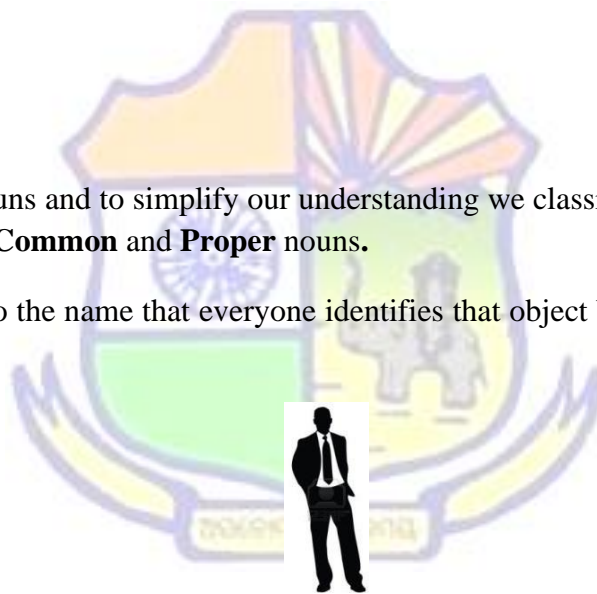 uns and to simplify our understanding we classi
Common and Proper nouns.
o the name that everyone identifies that object